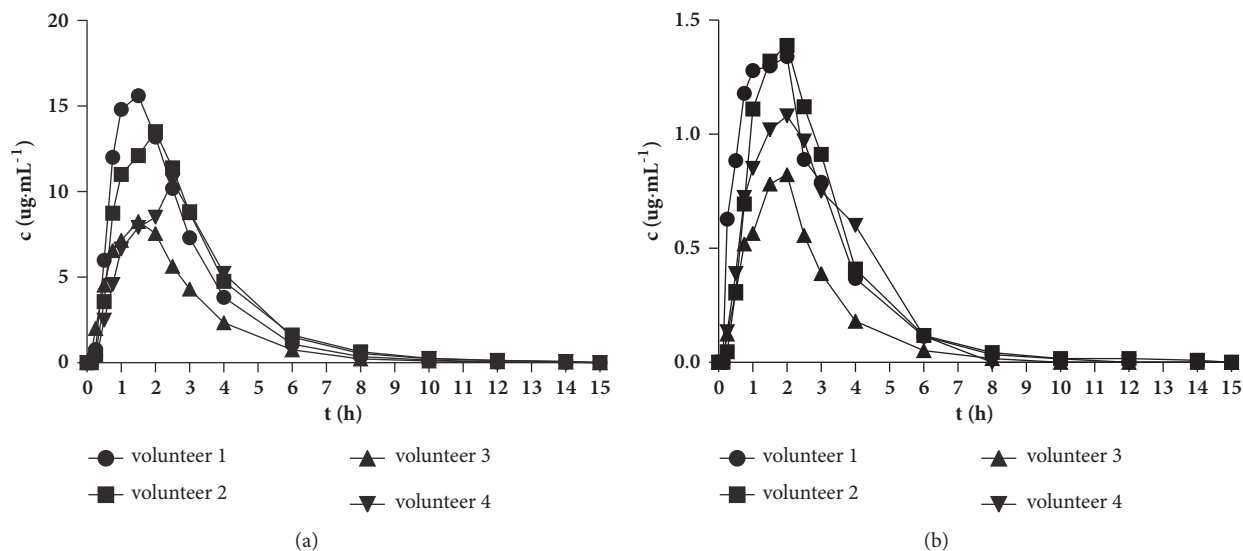 20
15
10
5
0
c (ug·mL⁻¹)
0 1 2 3 4 5 6 7 8 9 10 11 12 13 14 15
t (h)
volunteer 1
volunteer 2
volunteer 3
volunteer 4
(a)
1.5
1.0
0.5
0.0
c (ug·mL⁻¹)
0 1 2 3 4 5 6 7 8 9 10 11 12 13 14 15
t (h)
volunteer 1
volunteer 2
volunteer 3
volunteer 4
(b)